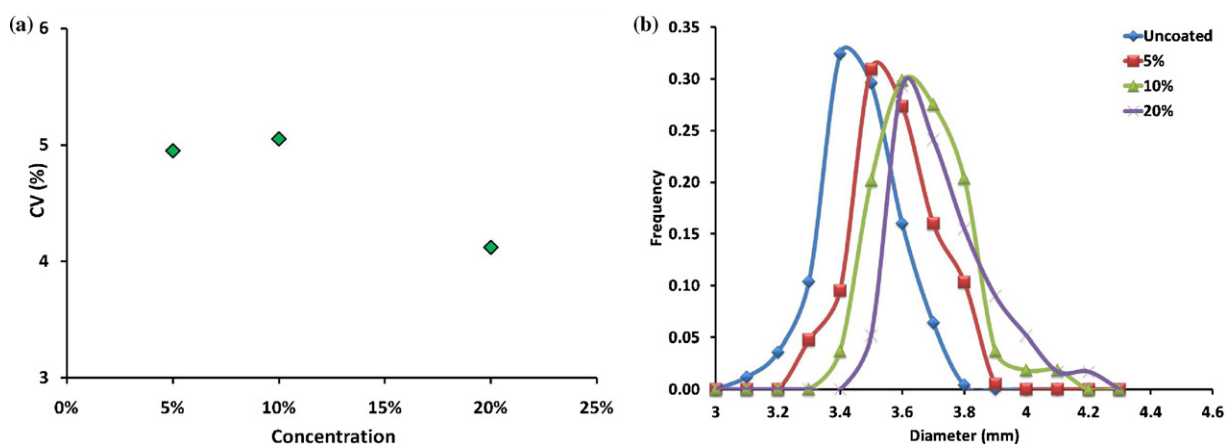 (a)
6
5
4
3
CV (%)
0% 5% 10% 15% 20% 25%
Concentration
(b)
0.35
0.30
0.25
0.20
0.15
0.10
0.05
0.00
Frequency
Uncoated
5%
10%
20%
3 3.2 3.4 3.6 3.8 4 4.2 4.4 4.6
Diameter (mm)